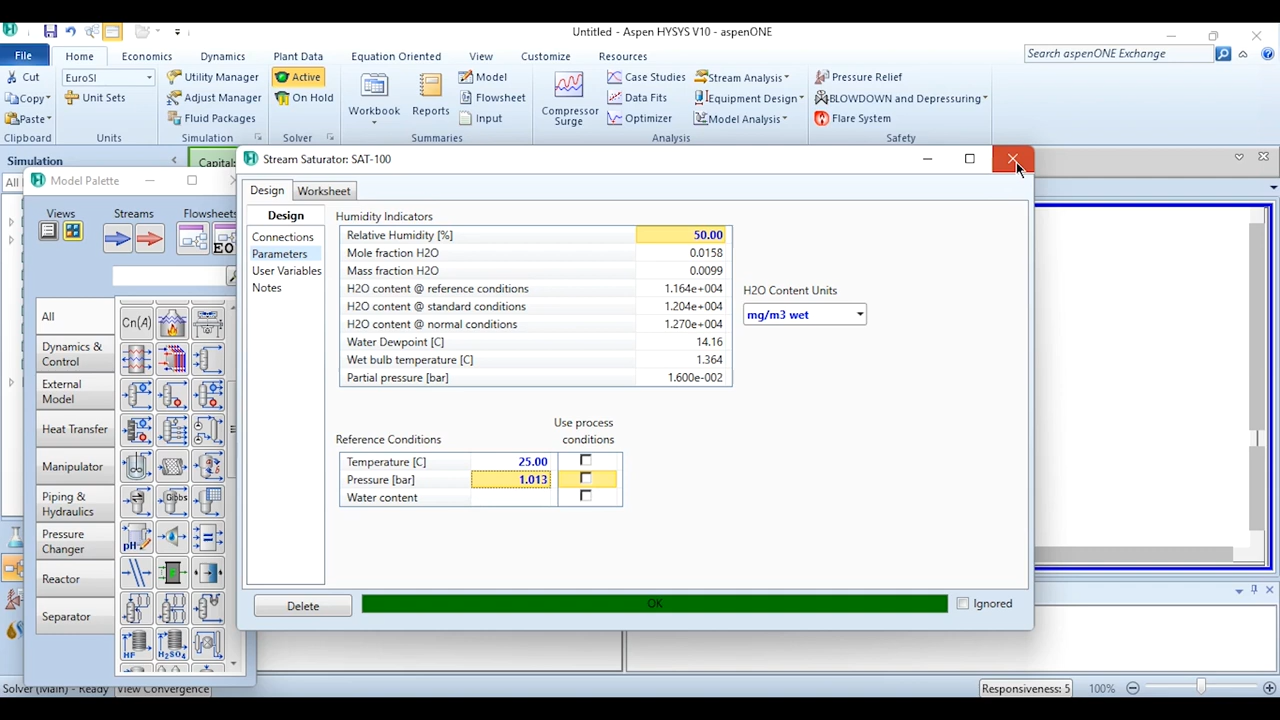 Untitled - Aspen HYSYS V10 - aspenONE
File Home Economics Dynamics Plant Data Equation Oriented View Customize Resources
Search aspenONE Exchange
Cut
Copy
Paste
Clipboard
EuroSI
Unit Sets
Units
Utility Manager
Adjust Manager
Fluid Packages
Simulation
Active
On Hold
Solver
Workbook
Reports
Model
Flowsheet
Input
Summaries
Compressor
Surge
Case Studies
Data Fits
Optimizer
Stream Analysis
Equipment Design
Model Analysis
Analysis
Pressure Relief
BLOWDOWN and Depressuring
Flare System
Safety
Simulation
Capital:
All
Model Palette
Views Streams Flowsheets
EO
All
Dynamics &
Control
External
Model
Heat Transfer
Manipulator
Piping &
Hydraulics
Pressure
Changer
Reactor
Separator
Cn(A)
Gibbs
pH
HF
H2SO4
Stream Saturator: SAT-100
Design Worksheet
Design
Connections
Parameters
User Variables
Notes
Humidity Indicators
Relative Humidity [%] 50.00
Mole fraction H2O 0.0158
Mass fraction H2O 0.0099
H2O content @ reference conditions 1.164e+004
H2O content @ standard conditions 1.204e+004
H2O content @ normal conditions 1.270e+004
Water Dewpoint [C] 14.16
Wet bulb temperature [C] 1.364
Partial pressure [bar] 1.600e-002
H2O Content Units
mg/m3 wet
Use process
conditions
Reference Conditions
Temperature [C] 25.00
Pressure [bar] 1.013
Water content
Delete
OK
Ignored
Solver (Main) - Ready View Convergence
Responsiveness: 5
100%